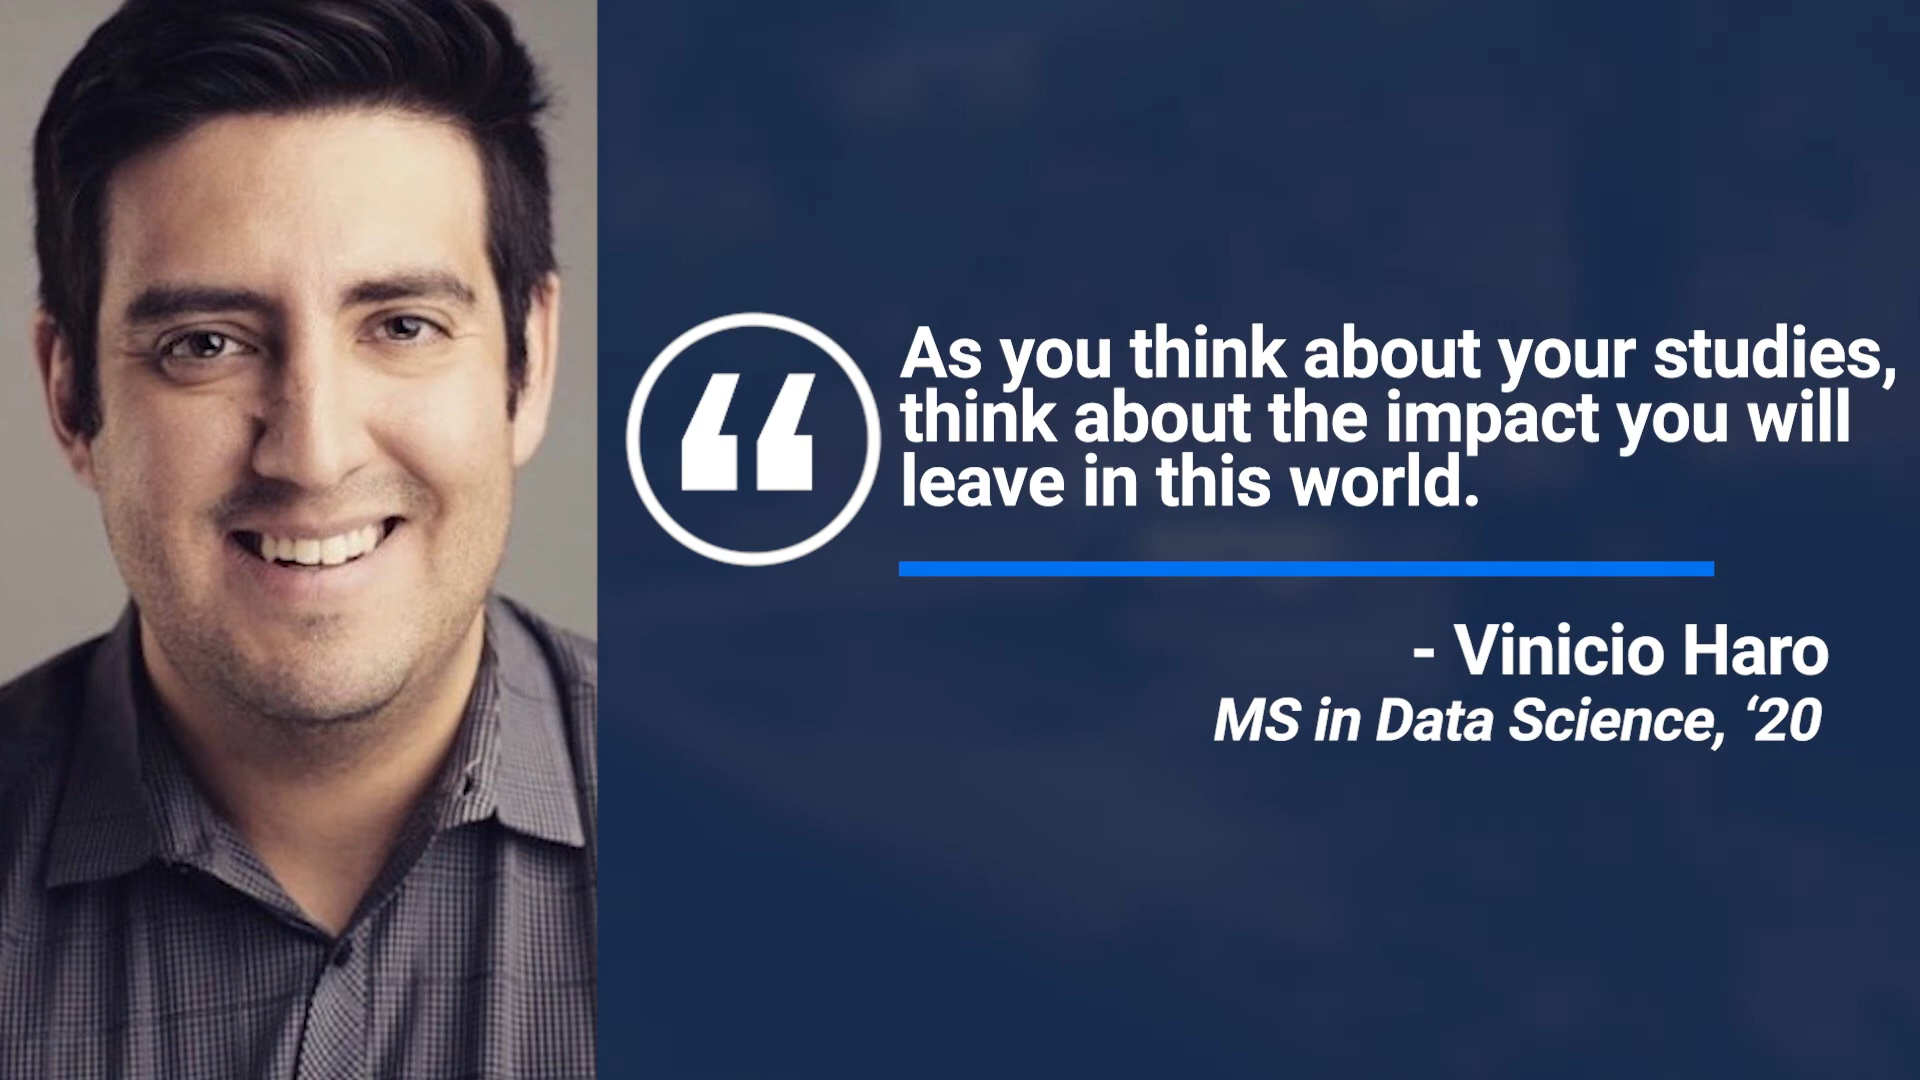 “
As you think about your studies,
think about the impact you will
leave in this world.
- Vinicio Haro
MS in Data Science, ‘20